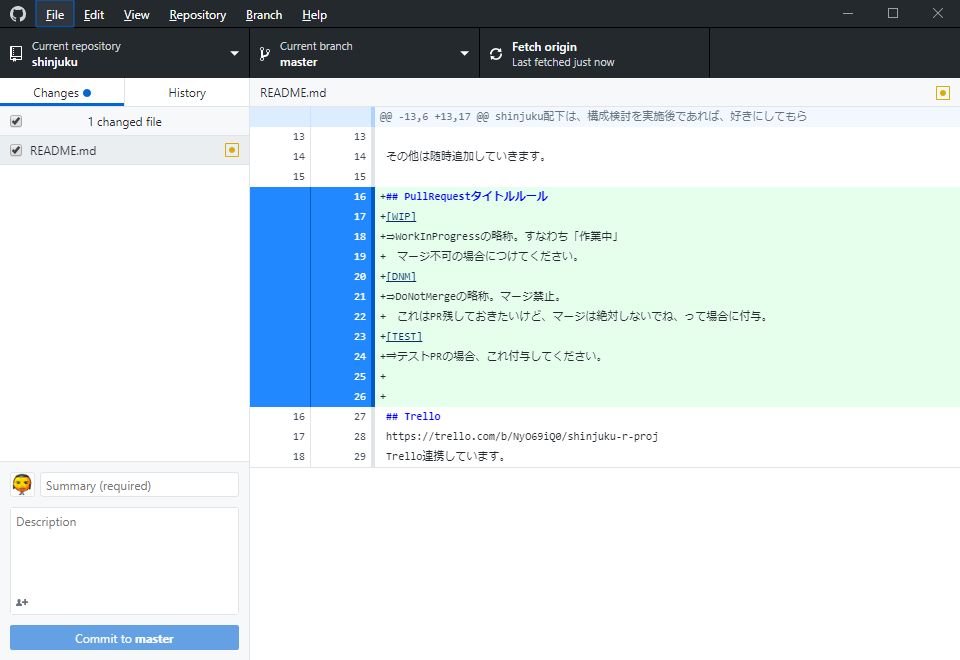 File Edit View Repository Branch Help
Current repository
shinjuku
Current branch
master
Fetch origin
Last fetched just now
Changes
History
README.md
1 changed file
README.md
@@ -13,6 +13,17 @@ shinjuku配下は、構成検討を実施後であれば、好きにしてもら
13 13
14 14 その他は随時追加していきます。
15 15
16 +## PullRequestタイトルルール
17 +[WIP]
18 +⇒WorkInProgressの略称。すなわち「作業中」
19 +　マージ不可の場合につけてください。
20 +[DNM]
21 +⇒DoNotMergeの略称。マージ禁止。
22 +　これはPR残しておきたいけど、マージは絶対しないでね、って場合に付与。
23 +[TEST]
24 +⇒テストPRの場合、これ付与してください。
25 +
26 +
16 27 ## Trello
17 28 https://trello.com/b/NyO69iQ0/shinjuku-r-proj
18 29 Trello連携しています。
Summary (required)
Description
Commit to master